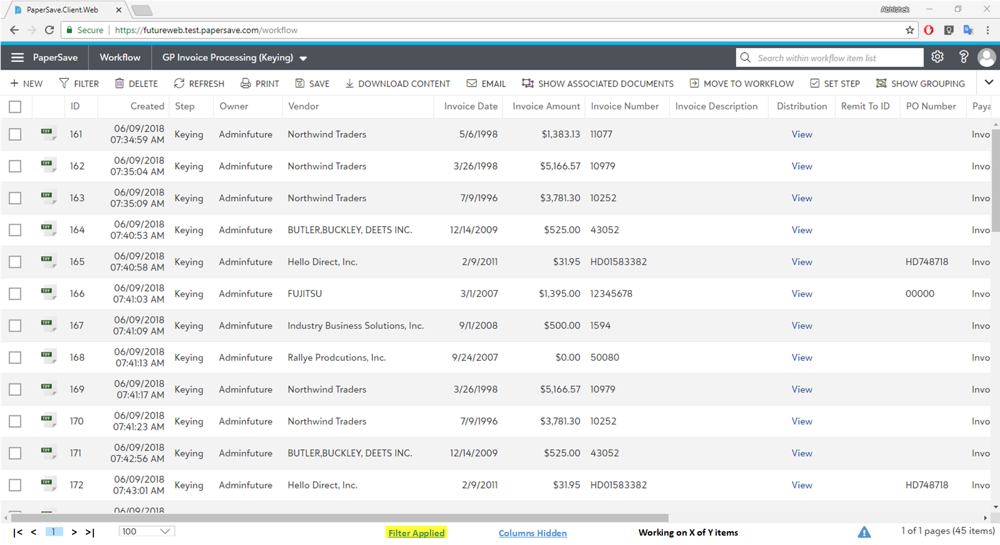 PaperSave.Client.Web
Abhishek
Secure https://futureweb.test.papersave.com/workflow
PaperSave Workflow GP Invoice Processing (Keying) Search within workflow item list
NEW FILTER DELETE REFRESH PRINT SAVE DOWNLOAD CONTENT EMAIL SHOW ASSOCIATED DOCUMENTS MOVE TO WORKFLOW SET STEP SHOW GROUPING
ID Created Step Owner Vendor Invoice Date Invoice Amount Invoice Number Invoice Description Distribution Remit To ID PO Number Paya
TIFF 161 06/09/2018 07:34:59 AM Keying Adminfuture Northwind Traders 5/6/1998 $1,383.13 11077 View Invo
TIFF 162 06/09/2018 07:35:04 AM Keying Adminfuture Northwind Traders 3/26/1998 $5,166.57 10979 View Invo
TIFF 163 06/09/2018 07:35:09 AM Keying Adminfuture Northwind Traders 7/9/1996 $3,781.30 10252 View Invo
TIFF 164 06/09/2018 07:40:53 AM Keying Adminfuture BUTLER,BUCKLEY, DEETS INC. 12/14/2009 $525.00 43052 View Invo
TIFF 165 06/09/2018 07:40:58 AM Keying Adminfuture Hello Direct, Inc. 2/9/2011 $31.95 HD01583382 View HD748718 Invo
TIFF 166 06/09/2018 07:41:03 AM Keying Adminfuture FUJITSU 3/1/2007 $1,395.00 12345678 View 00000 Invo
TIFF 167 06/09/2018 07:41:09 AM Keying Adminfuture Industry Business Solutions, Inc. 9/1/2008 $500.00 1594 View Invo
TIFF 168 06/09/2018 07:41:13 AM Keying Adminfuture Rallye Prodcutions, Inc. 9/24/2007 $0.00 50080 View Invo
TIFF 169 06/09/2018 07:41:17 AM Keying Adminfuture Northwind Traders 3/26/1998 $5,166.57 10979 View Invo
TIFF 170 06/09/2018 07:41:23 AM Keying Adminfuture Northwind Traders 7/9/1996 $3,781.30 10252 View Invo
TIFF 171 06/09/2018 07:42:56 AM Keying Adminfuture BUTLER,BUCKLEY, DEETS INC. 12/14/2009 $525.00 43052 View Invo
TIFF 172 06/09/2018 07:43:01 AM Keying Adminfuture Hello Direct, Inc. 2/9/2011 $31.95 HD01583382 View HD748718 Invo
06/09/2018
|< < 1 > >| 100 Filter Applied Columns Hidden Working on X of Y items 1 of 1 pages (45 items)